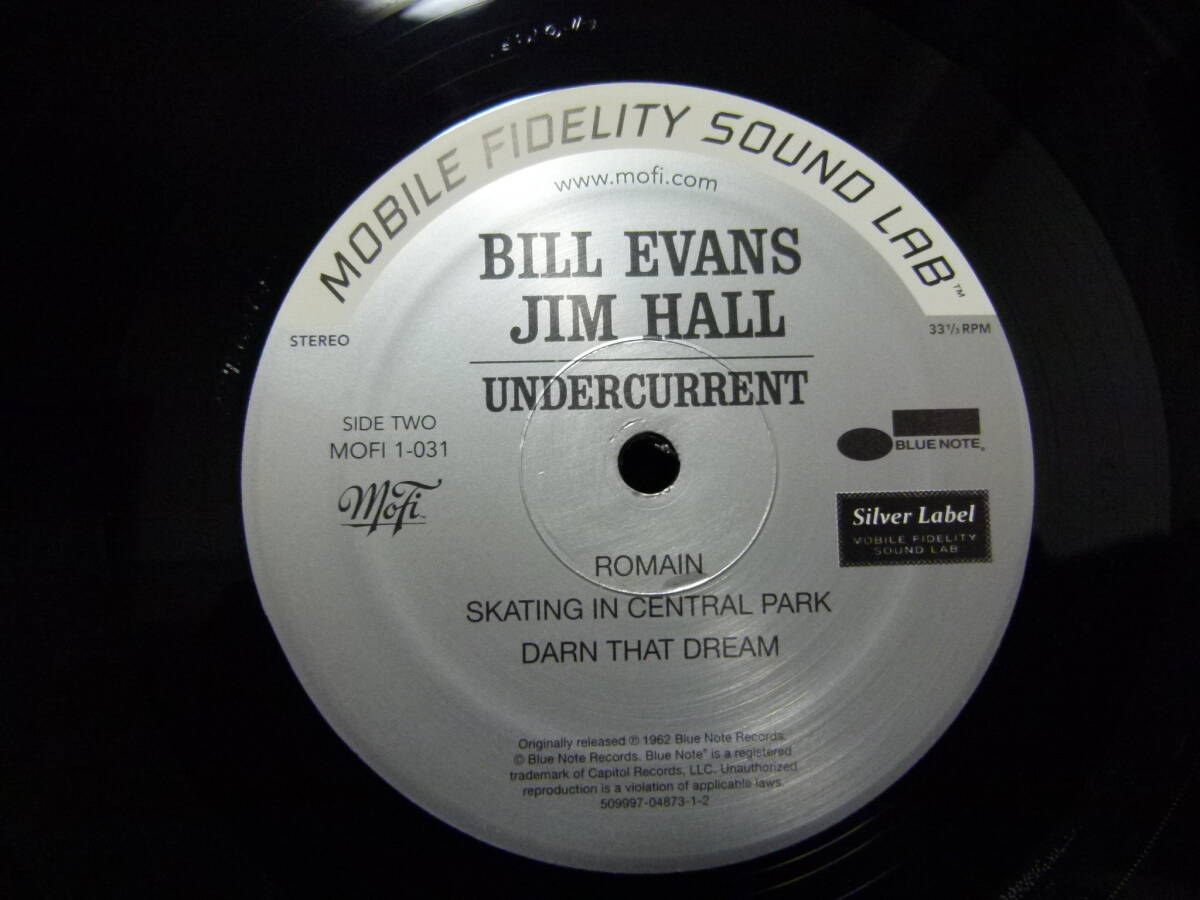 MOBILE FIDELITY SOUND LAB™
www.mofi.com
BILL EVANS
JIM HALL
UNDERCURRENT
STEREO
33 1/3 RPM
SIDE TWO
MOFI 1-031
MoFi
BLUE NOTE®
Silver Label
MOBILE FIDELITY
SOUND LAB
ROMAIN
SKATING IN CENTRAL PARK
DARN THAT DREAM
Originally released ℗ 1962 Blue Note Records.
© Blue Note Records. Blue Note® is a registered
trademark of Capitol Records, LLC. Unauthorized
reproduction is a violation of applicable laws.
509997-04873-1-2